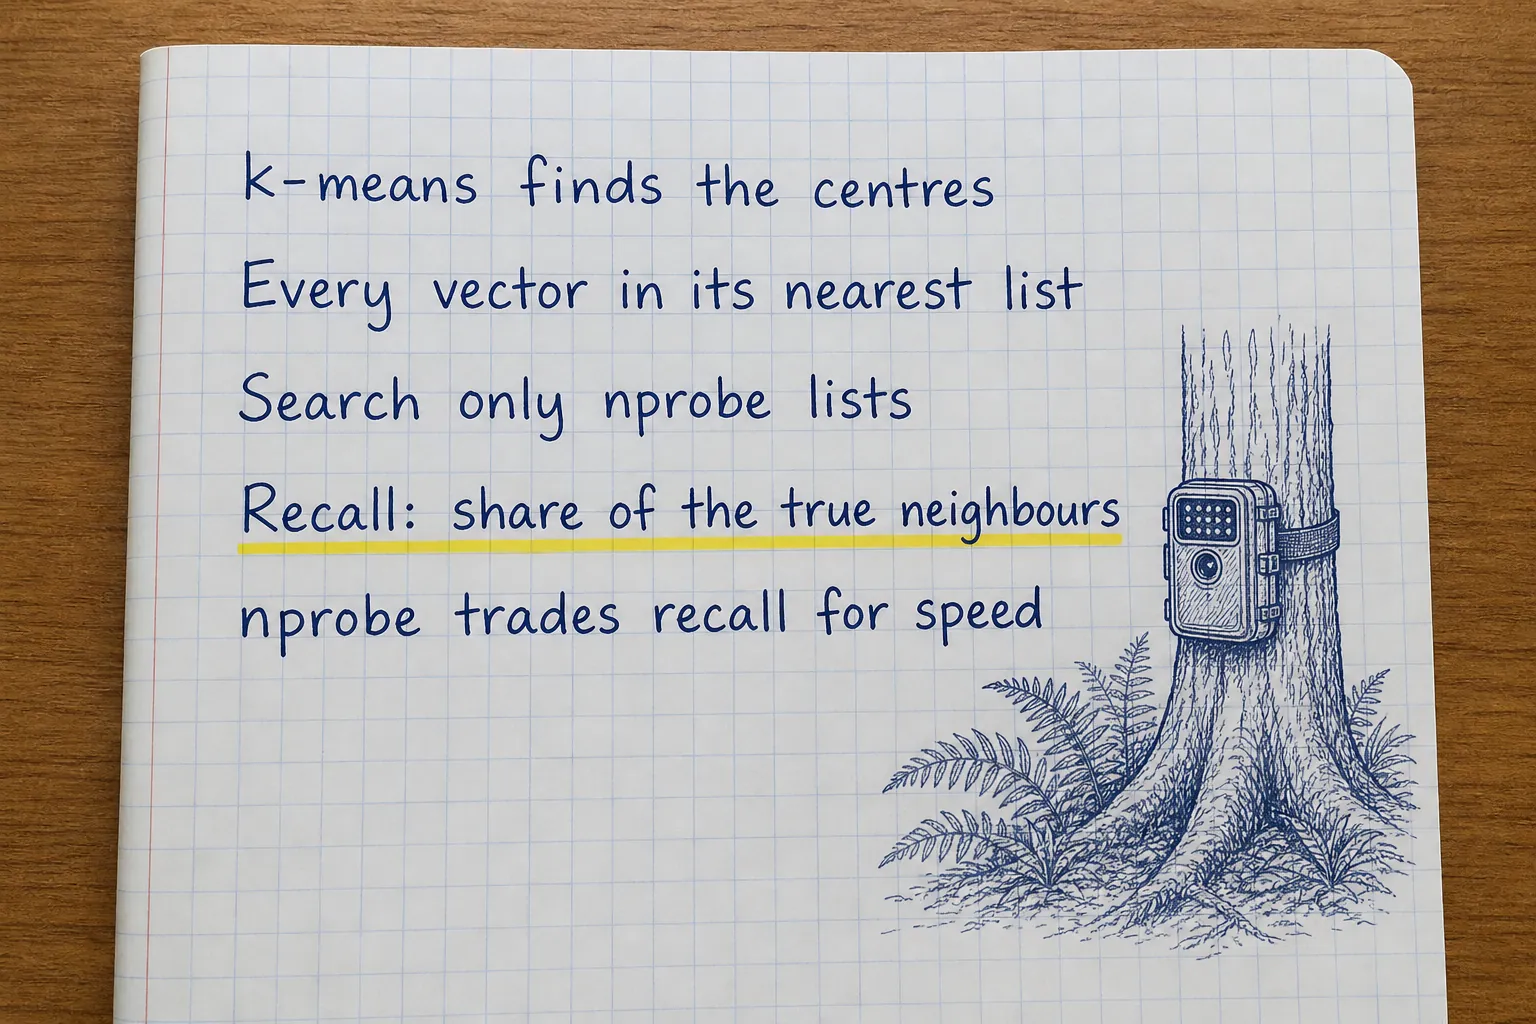 k-means finds the centres
Every vector in its nearest list
Search only nprobe lists
Recall: share of the true neighbours
nprobe trades recall for speed